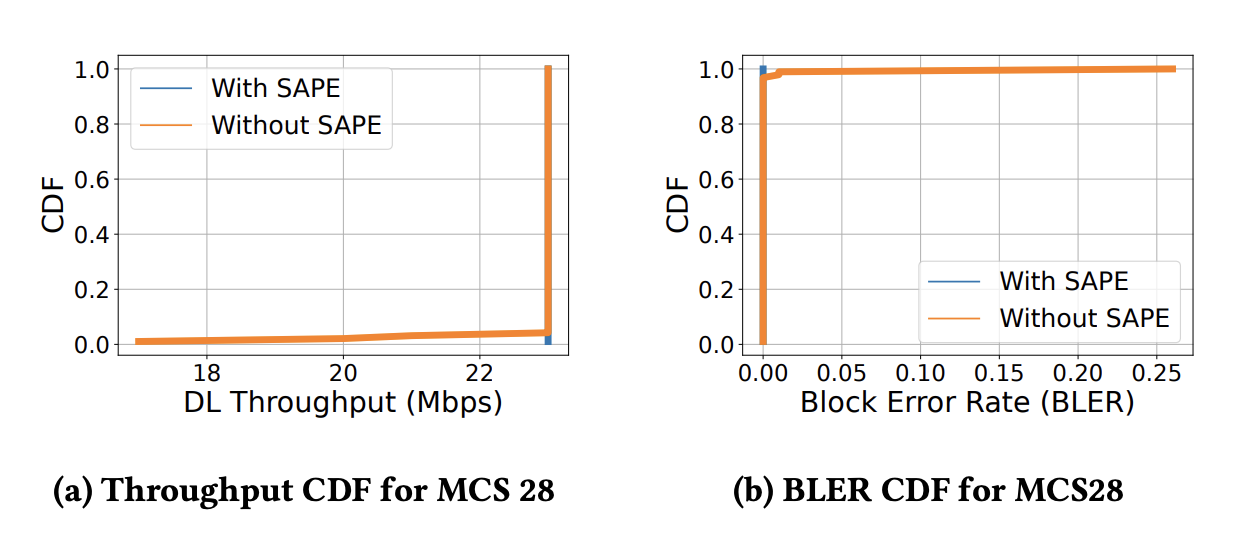 1.0
0.8
0.6
0.4
0.2
0.0
CDF
With SAPE
Without SAPE
18 20 22
DL Throughput (Mbps)
(a) Throughput CDF for MCS 28
1.0
0.8
0.6
0.4
0.2
0.0
CDF
With SAPE
Without SAPE
0.00 0.05 0.10 0.15 0.20 0.25
Block Error Rate (BLER)
(b) BLER CDF for MCS28